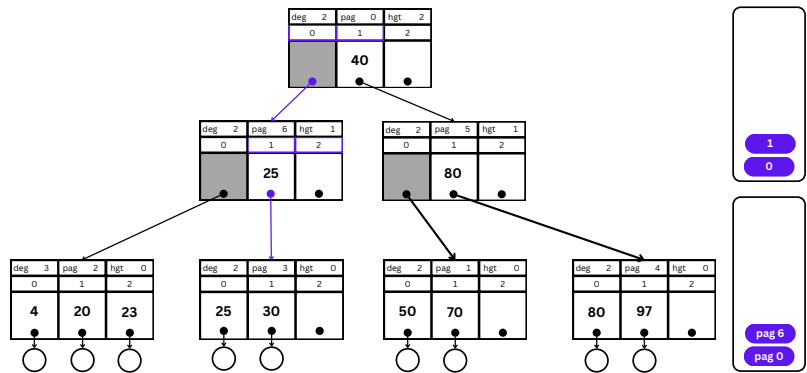 deg 2 pag 0 hgt 2
0 1 2
40
deg 2 pag 6 hgt 1
0 1 2
25
deg 2 pag 5 hgt 1
0 1 2
80
1
0
deg 3 pag 2 hgt 0
0 1 2
4 20 23
deg 2 pag 3 hgt 0
0 1 2
25 30
deg 2 pag 1 hgt 0
0 1 2
50 70
deg 2 pag 4 hgt 0
0 1 2
80 97
pag 6
pag 0